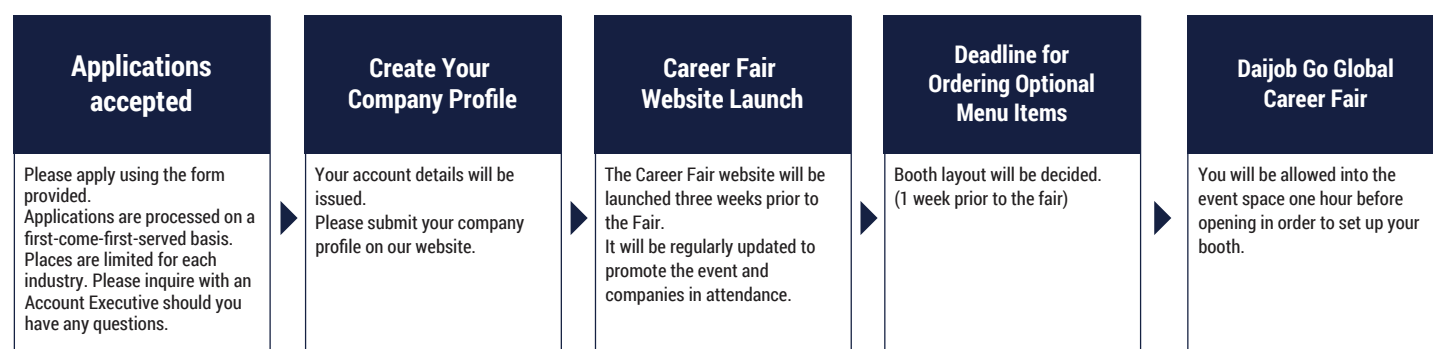 Applications
accepted
Please apply using the form
provided.
Applications are processed on a
first-come-first-served basis.
Places are limited for each
industry. Please inquire with an
Account Executive should you
have any questions.
Create Your
Company Profile
Your account details will be
issued.
Please submit your company
profile on our website.
Career Fair
Website Launch
The Career Fair website will be
launched three weeks prior to
the Fair.
It will be regularly updated to
promote the event and
companies in attendance.
Deadline for
Ordering Optional
Menu Items
Booth layout will be decided.
(1 week prior to the fair)
Daijob Go Global
Career Fair
You will be allowed into the
event space one hour before
opening in order to set up your
booth.